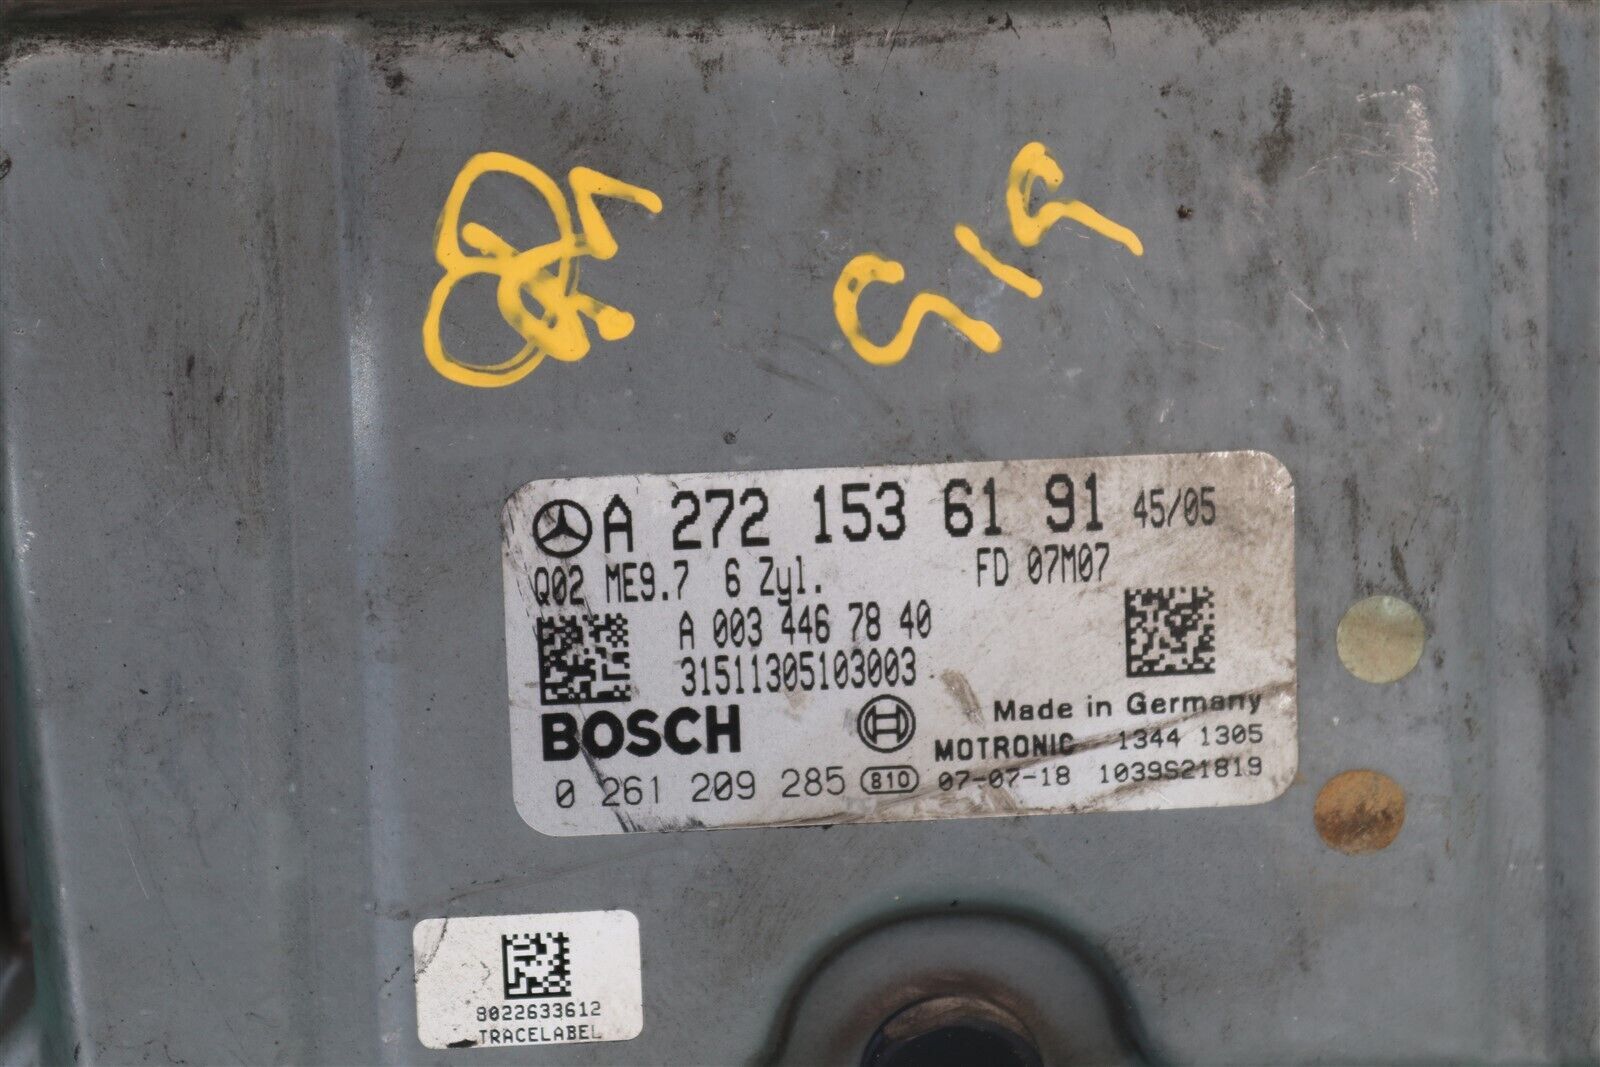 A 272 153 61 91 45/05
Q02 ME9.7 6 Zyl. FD 07M07
A 003 446 78 40
31511305103003
BOSCH
Made in Germany
MOTRONIC 1344 1305
0 261 209 285 810 07-07-18 1039S21819
8022633612
TRACELABEL